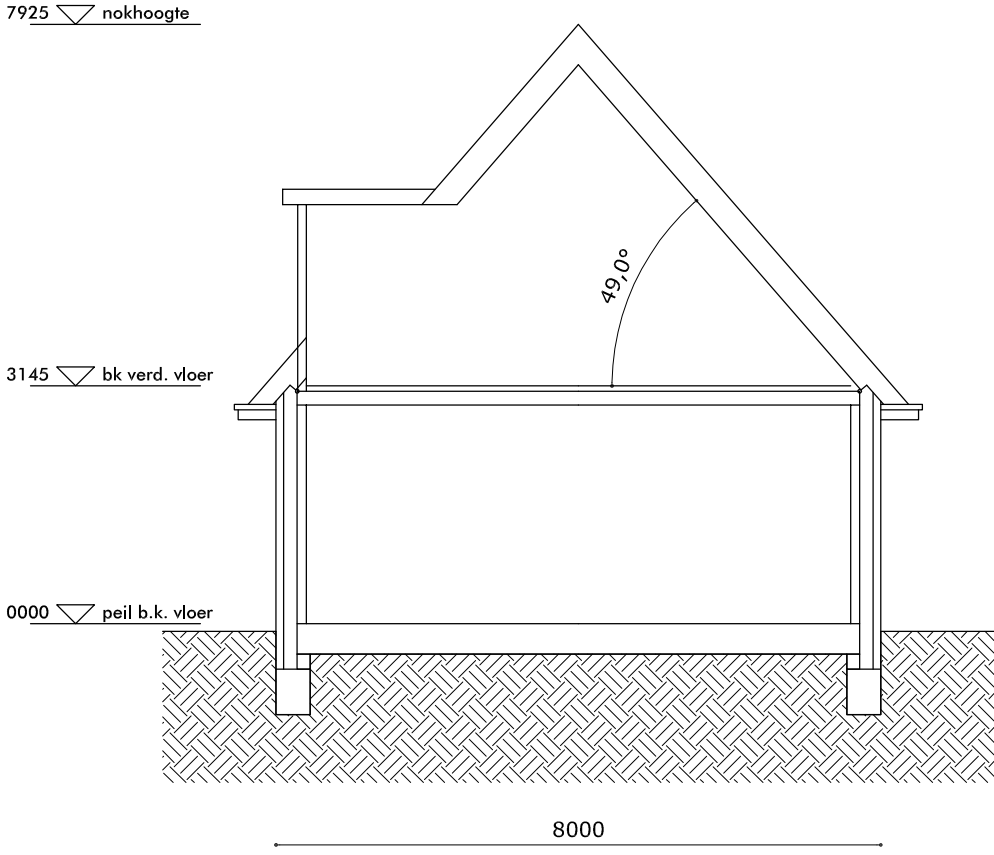 7925 nokhoogte
49,0°
3145 bk verd. vloer
0000 peil b.k. vloer
8000